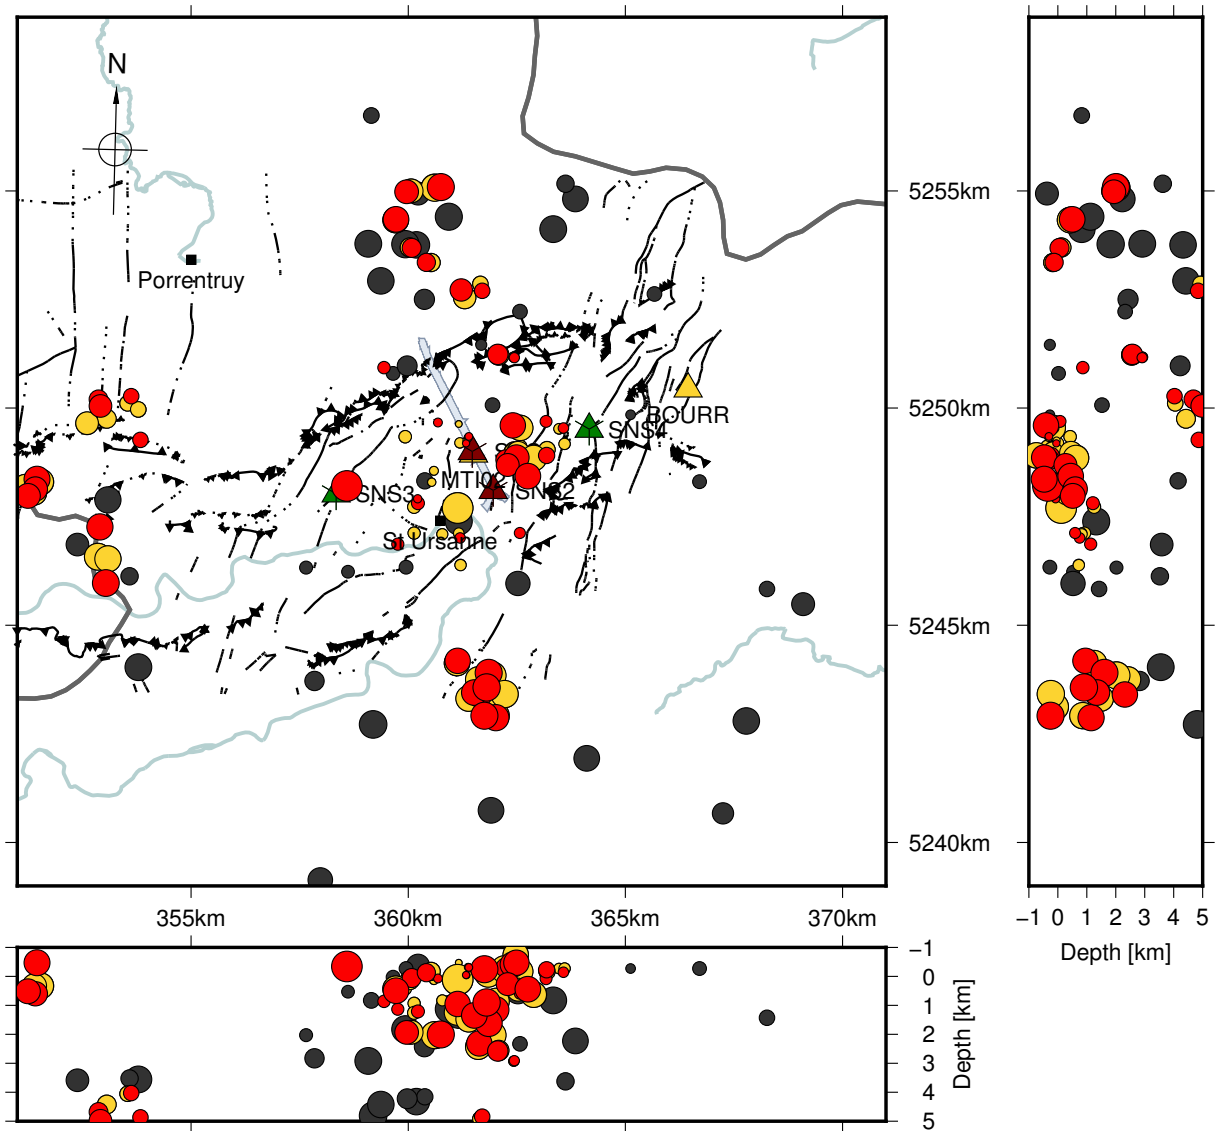 N
5255km
Porrentruy
BOURR
SNS4
5250km
MTI02
SNS3
SNS2
St Ursanne
5245km
5240km
355km
360km
365km
370km
−1 0 1 2 3 4 5
Depth [km]
−1
0
1
2
3
4
5
Depth [km]